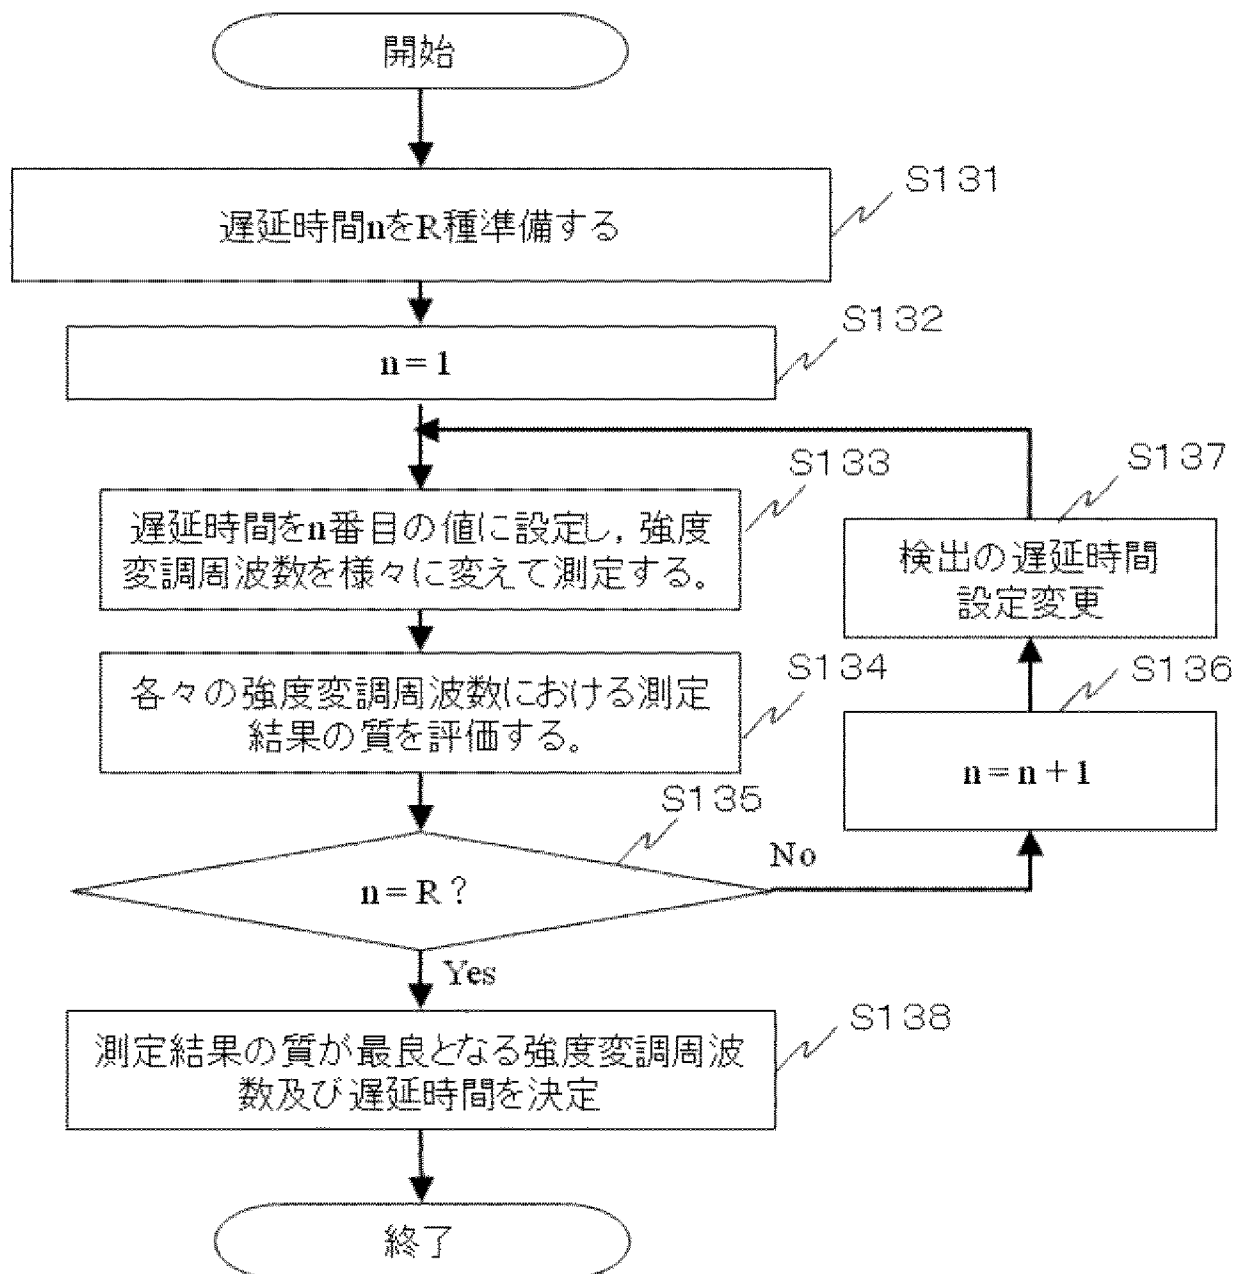 開始
遅延時間nをR種準備する
S131
n = 1
S132
遅延時間をn番目の値に設定し，強度
変調周波数を様々に変えて測定する。
S133
各々の強度変調周波数における測定
結果の質を評価する。
S134
n = R ?
S135
No
Yes
n = n + 1
S136
検出の遅延時間
設定変更
S137
測定結果の質が最良となる強度変調周波
数及び遅延時間を決定
S138
終了